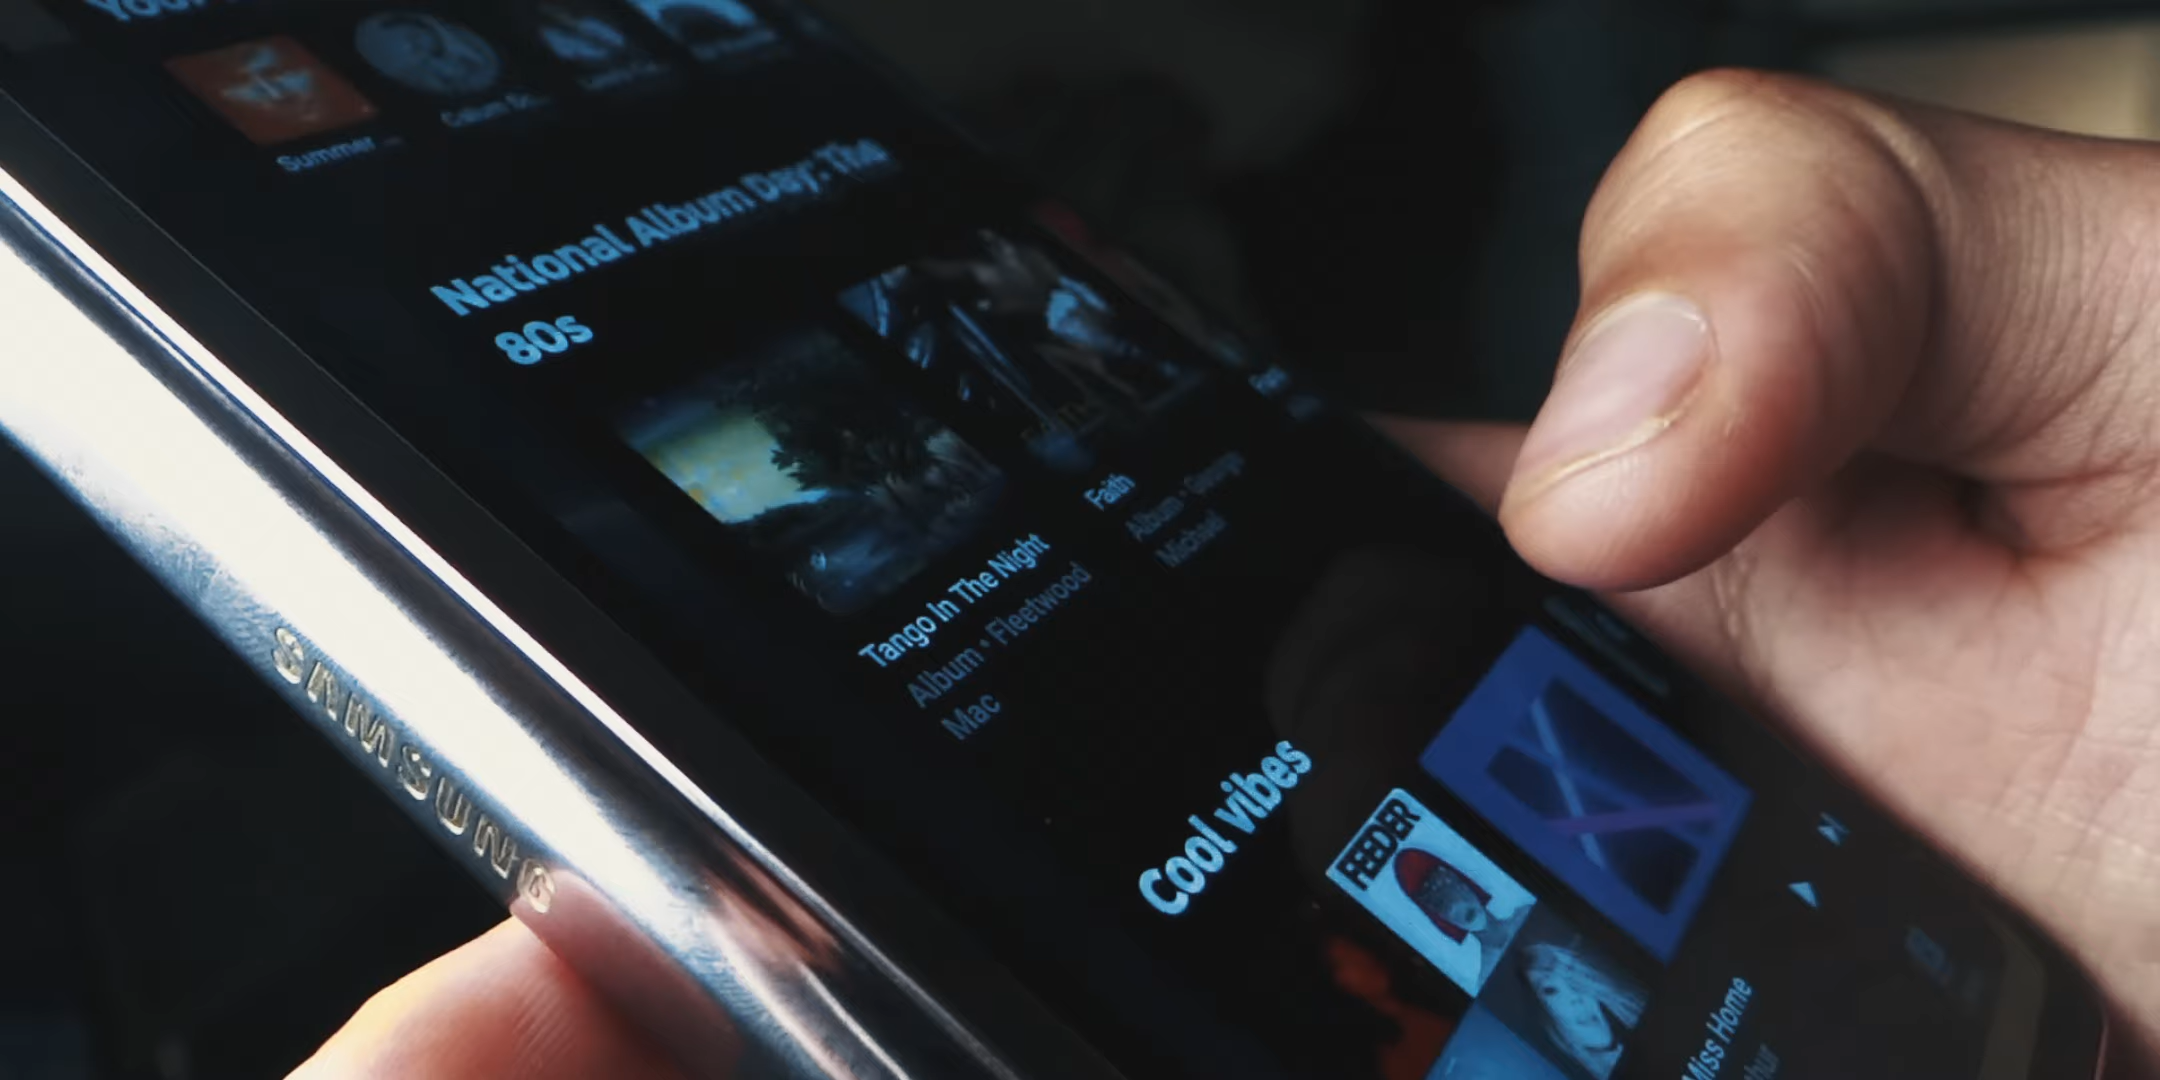 Summer ...
National Album Day: The
80s
Tango In The Night
Album • Fleetwood
Mac
Faith
Album • George
Michael
Cool vibes
FEEDER
Miss Home
SAMSUNG